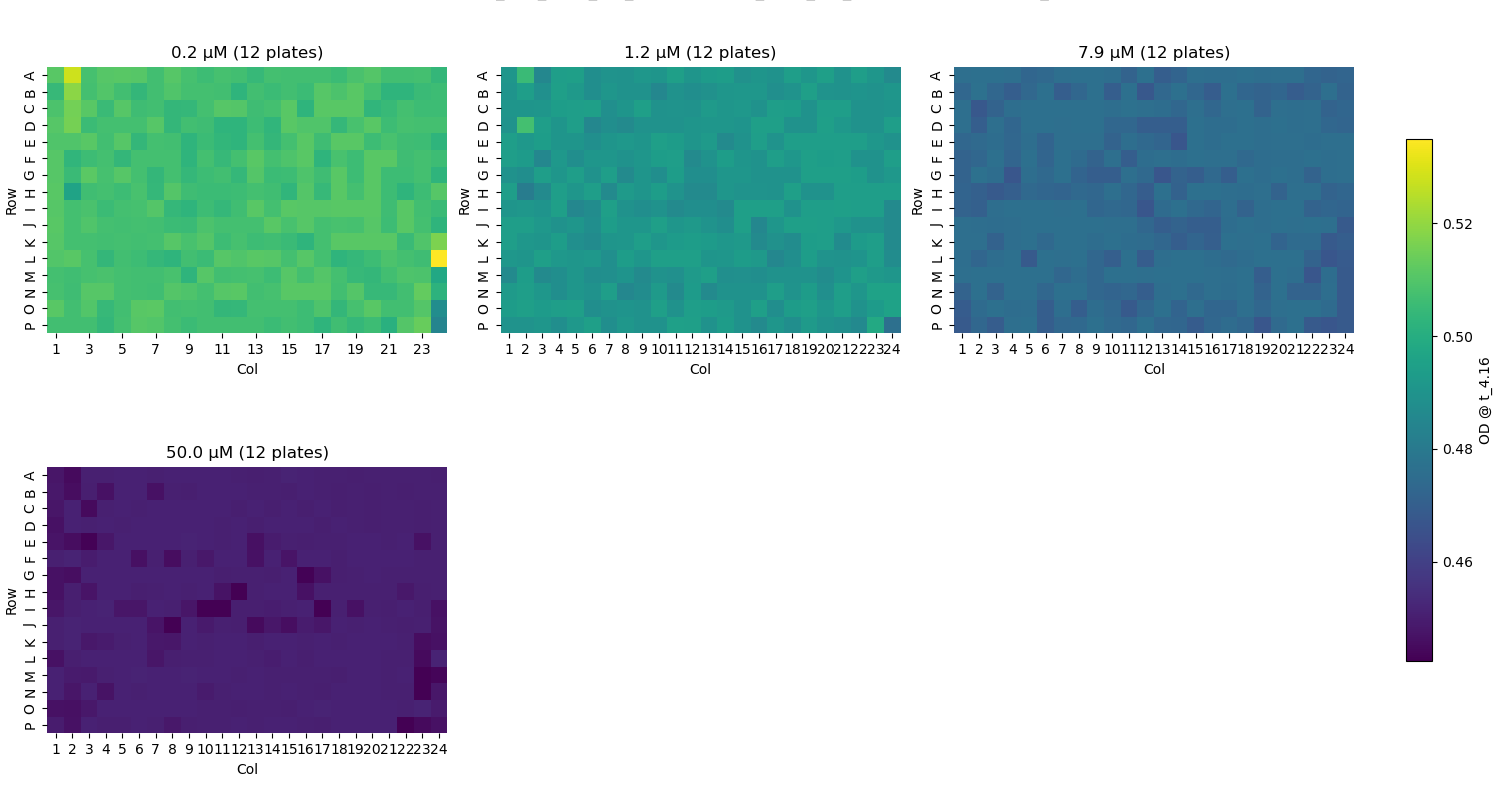 0.2 µM (12 plates)
A B C D E F G H I J K L M N O P
Row
1 3 5 7 9 11 13 15 17 19 21 23
Col
1.2 µM (12 plates)
A B C D E F G H I J K L M N O P
Row
1 2 3 4 5 6 7 8 9 10 11 12 13 14 15 16 17 18 19 20 21 22 23 24
Col
7.9 µM (12 plates)
A B C D E F G H I J K L M N O P
Row
1 2 3 4 5 6 7 8 9 10 11 12 13 14 15 16 17 18 19 20 21 22 23 24
Col
50.0 µM (12 plates)
A B C D E F G H I J K L M N O P
Row
1 2 3 4 5 6 7 8 9 10 11 12 13 14 15 16 17 18 19 20 21 22 23 24
Col
0.52
0.50
0.48
0.46
OD @ t_4.16